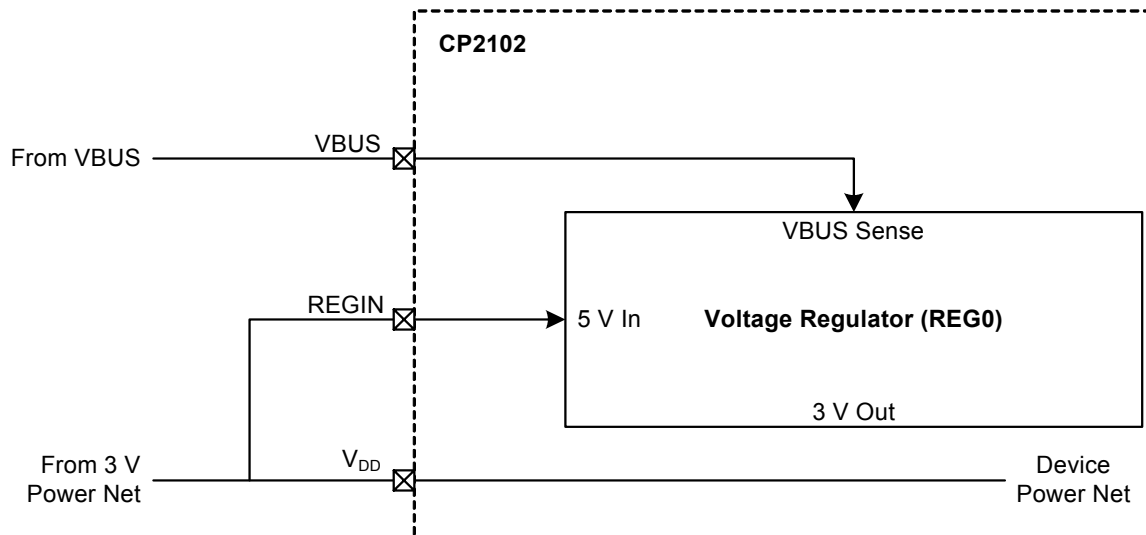 CP2102
From VBUS
VBUS
VBUS Sense
REGIN
5 V In
Voltage Regulator (REG0)
3 V Out
From 3 V
Power Net
VDD
Device
Power Net